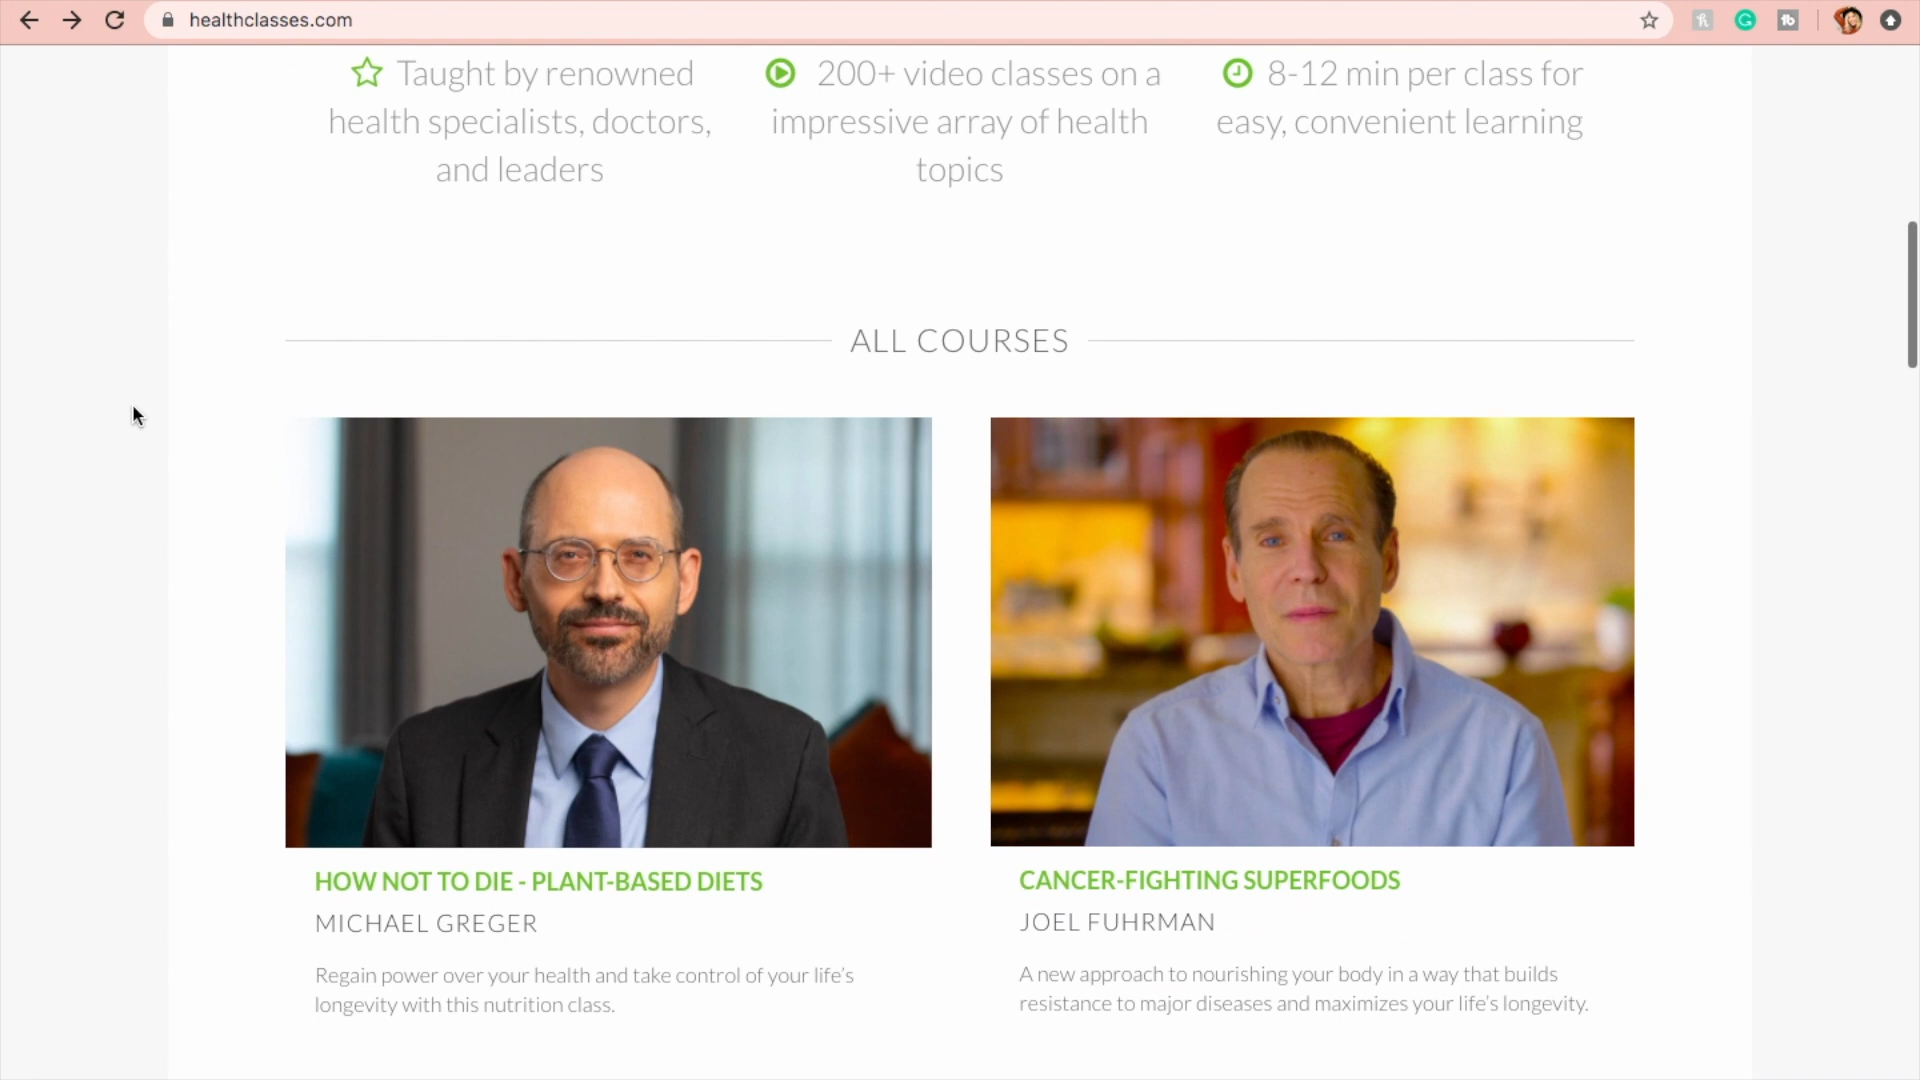 healthclasses.com
Taught by renowned
health specialists, doctors,
and leaders
200+ video classes on a
impressive array of health
topics
8-12 min per class for
easy, convenient learning
ALL COURSES
HOW NOT TO DIE - PLANT-BASED DIETS
MICHAEL GREGER
Regain power over your health and take control of your life's
longevity with this nutrition class.
CANCER-FIGHTING SUPERFOODS
JOEL FUHRMAN
A new approach to nourishing your body in a way that builds
resistance to major diseases and maximizes your life's longevity.